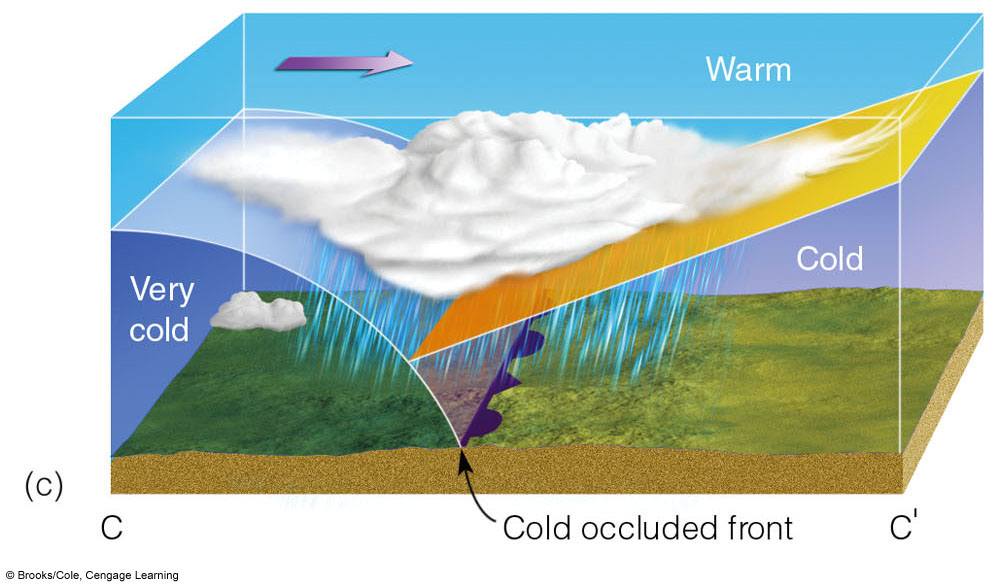 Warm
Cold
Very
cold
(c)
C
Cold occluded front
C'
© Brooks/Cole, Cengage Learning